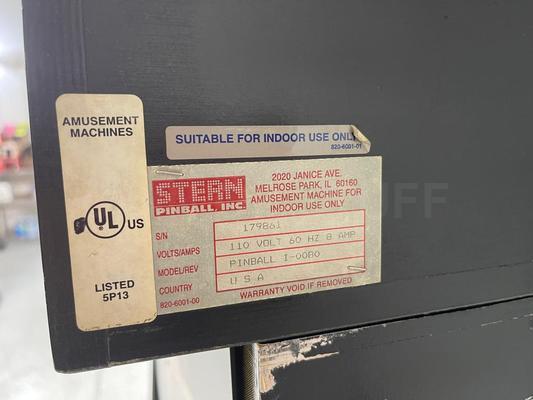 AMUSEMENT
MACHINES
UL US
LISTED
5P13
SUITABLE FOR INDOOR USE ONLY
820-6001-01
STERN
PINBALL, INC.
2020 JANICE AVE.
MELROSE PARK, IL 60160
AMUSEMENT MACHINE FOR
INDOOR USE ONLY
S/N 179861
VOLTS/AMPS 110 VOLT 60 HZ 8 AMP
MODEL/REV PINBALL I-00B0
COUNTRY U S A
820-6001-00 WARRANTY VOID IF REMOVED